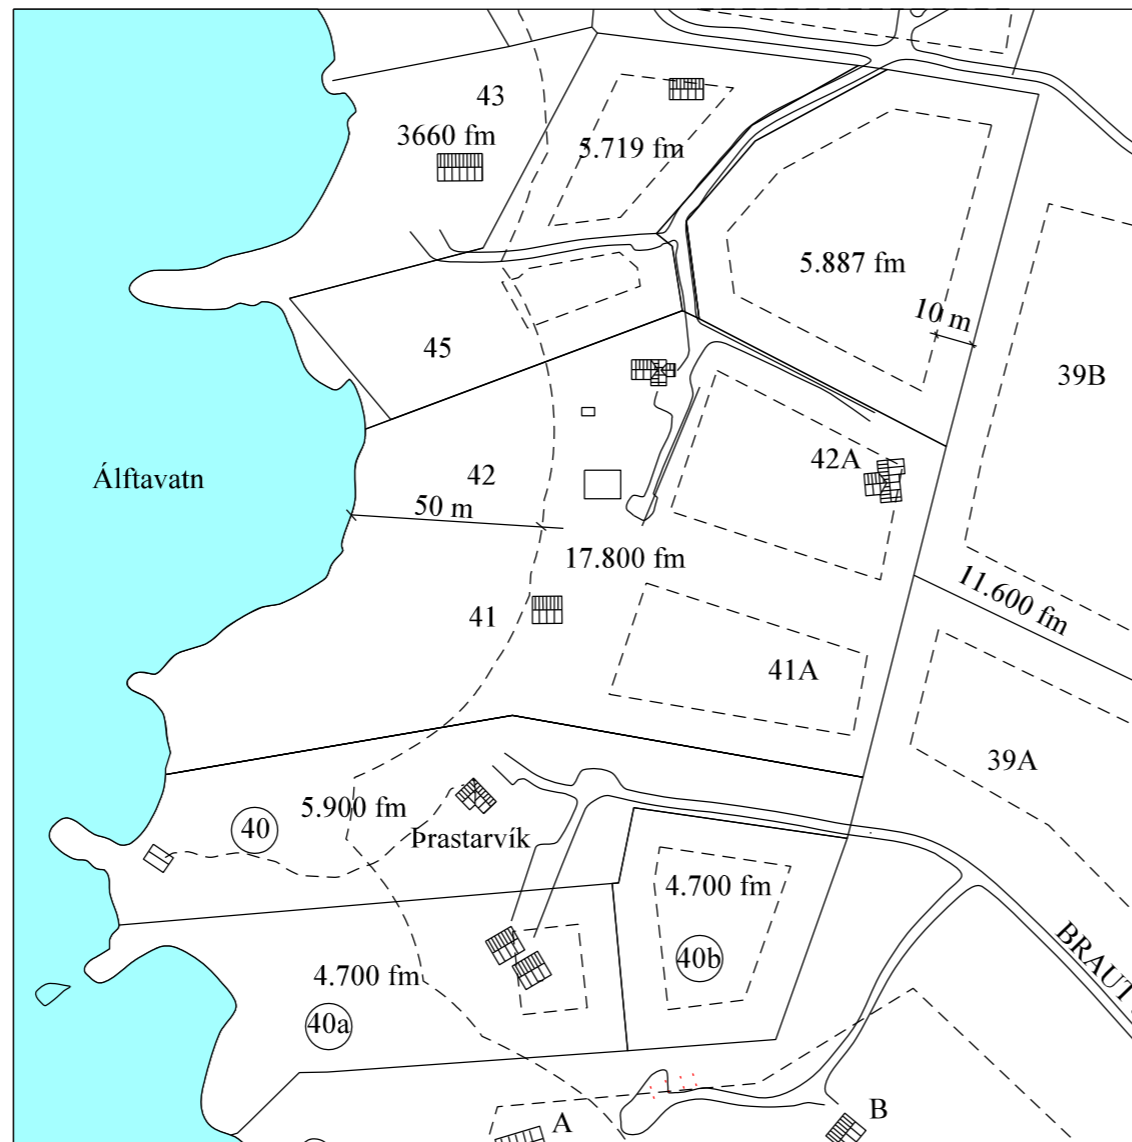 43
3660 fm
5.719 fm
5.887 fm
10 m
45
39B
42A
Álftavatn
42
50 m
17.800 fm
11.600 fm
41
41A
39A
5.900 fm
40
Þrastarvík
4.700 fm
40b
BRAUT
4.700 fm
40a
A
B